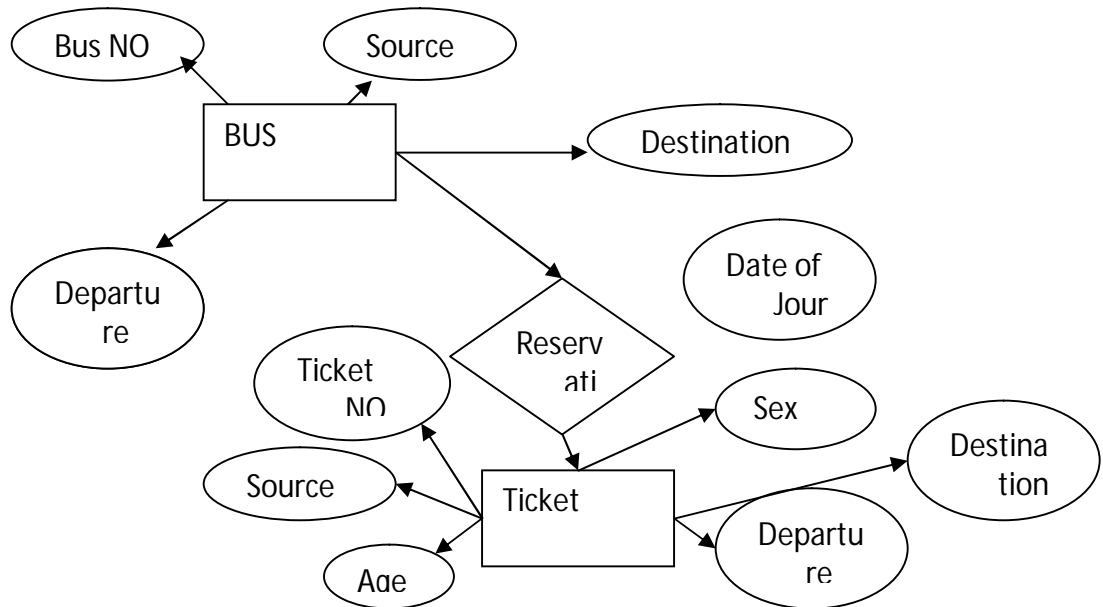 Bus NO
Source
BUS
Destination
Date of
Jour
Departu
re
Reserv
ati
Ticket
NO
Sex
Destina
tion
Source
Ticket
Departu
re
Age